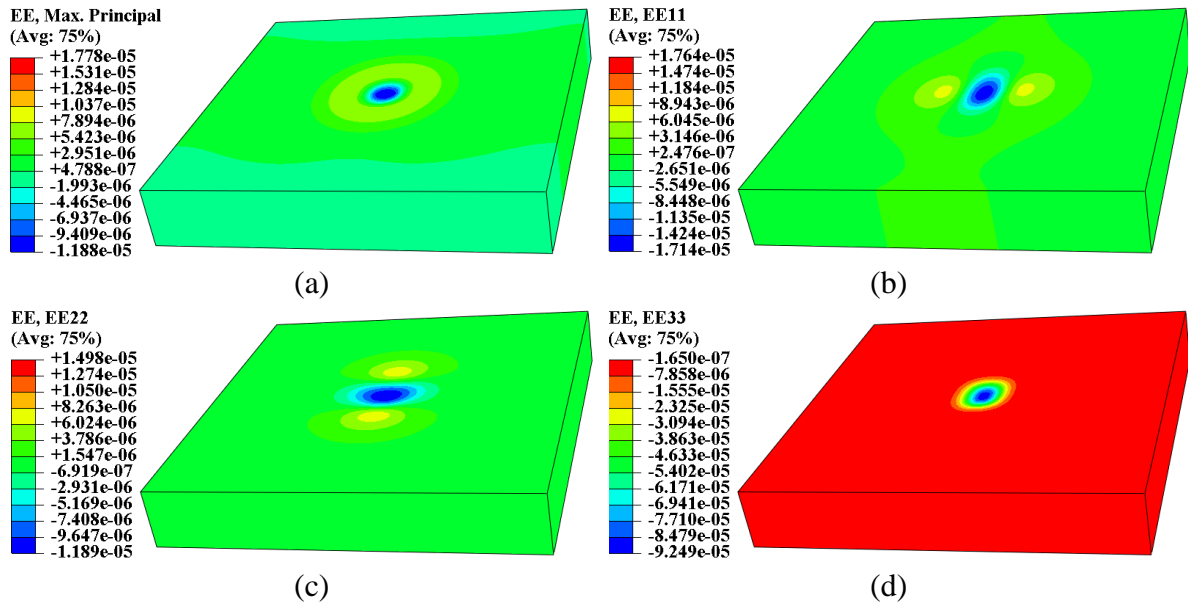 EE, Max. Principal
(Avg: 75%)
+1.778e-05
+1.531e-05
+1.284e-05
+1.037e-05
+7.894e-06
+5.423e-06
+2.951e-06
+4.788e-07
-1.993e-06
-4.465e-06
-6.937e-06
-9.409e-06
-1.188e-05
(a)
EE, EE11
(Avg: 75%)
+1.764e-05
+1.474e-05
+1.184e-05
+8.943e-06
+6.045e-06
+3.146e-06
+2.476e-07
-2.651e-06
-5.549e-06
-8.448e-06
-1.135e-05
-1.424e-05
-1.714e-05
(b)
EE, EE22
(Avg: 75%)
+1.498e-05
+1.274e-05
+1.050e-05
+8.263e-06
+6.024e-06
+3.786e-06
+1.547e-06
-6.919e-07
-2.931e-06
-5.169e-06
-7.408e-06
-9.647e-06
-1.189e-05
(c)
EE, EE33
(Avg: 75%)
-1.650e-07
-7.858e-06
-1.555e-05
-2.325e-05
-3.094e-05
-3.863e-05
-4.633e-05
-5.402e-05
-6.171e-05
-6.941e-05
-7.710e-05
-8.479e-05
-9.249e-05
(d)